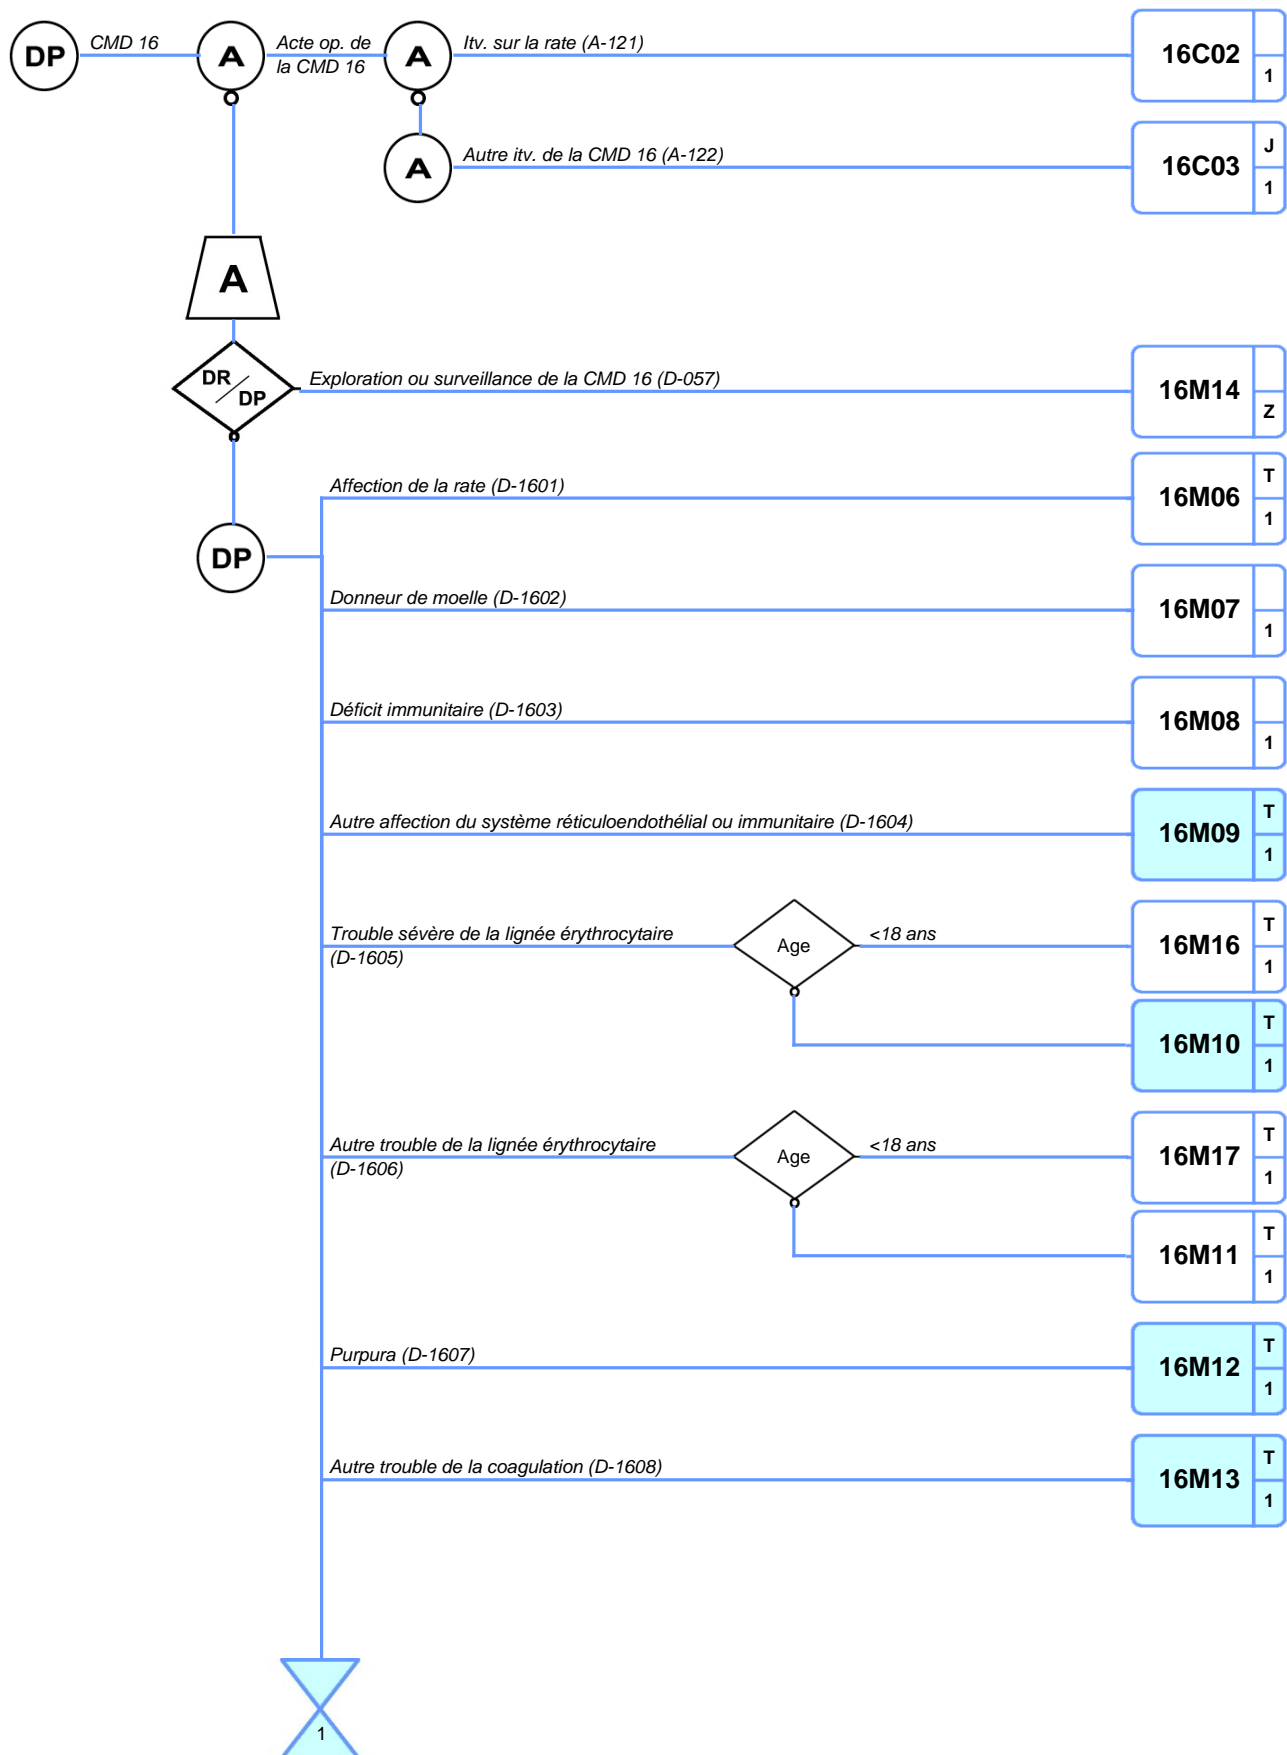 DP
CMD 16
A
Acte op. de
la CMD 16
A
Itv. sur la rate (A-121)
16C02
1
A
Autre itv. de la CMD 16 (A-122)
16C03
J
1
A
DR
DP
Exploration ou surveillance de la CMD 16 (D-057)
16M14
Z
DP
Affection de la rate (D-1601)
16M06
T
1
Donneur de moelle (D-1602)
16M07
1
Déficit immunitaire (D-1603)
16M08
1
Autre affection du système réticuloendothélial ou immunitaire (D-1604)
16M09
T
1
Trouble sévère de la lignée érythrocytaire
(D-1605)
Age
<18 ans
16M16
T
1
16M10
T
1
Autre trouble de la lignée érythrocytaire
(D-1606)
Age
<18 ans
16M17
T
1
16M11
T
1
Purpura (D-1607)
16M12
T
1
Autre trouble de la coagulation (D-1608)
16M13
T
1
1